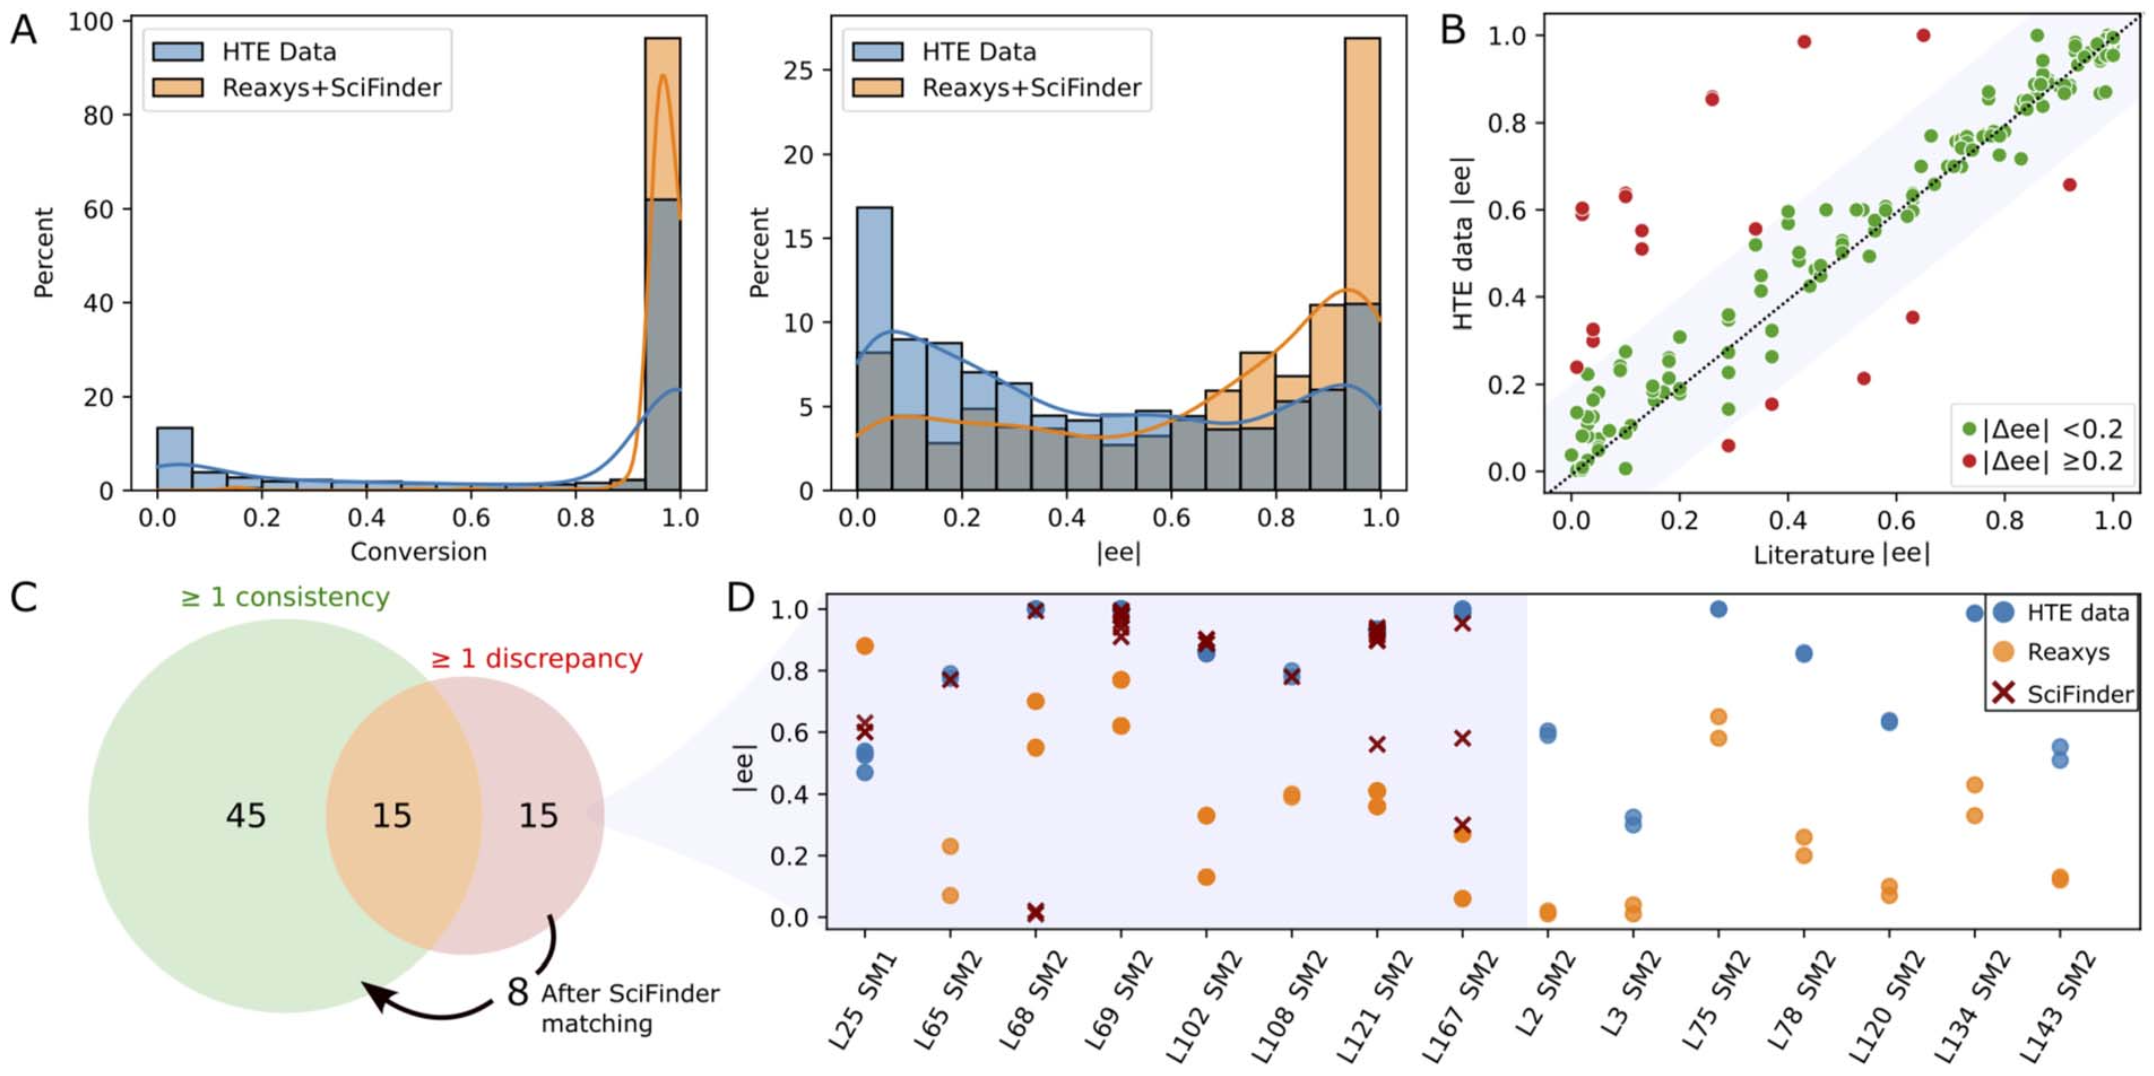 A
100
80
60
40
20
0
Percent
HTE Data
Reaxys+SciFinder
0.0 0.2 0.4 0.6 0.8 1.0
Conversion
25
20
15
10
5
0
Percent
HTE Data
Reaxys+SciFinder
0.0 0.2 0.4 0.6 0.8 1.0
|ee|
B
1.0
0.8
0.6
0.4
0.2
0.0
HTE data |ee|
|Δee| <0.2
|Δee| ≥0.2
0.0 0.2 0.4 0.6 0.8 1.0
Literature |ee|
C
≥ 1 consistency
≥ 1 discrepancy
45 15 15
8 After SciFinder
matching
D
1.0
0.8
0.6
0.4
0.2
0.0
|ee|
HTE data
Reaxys
SciFinder
L25 SM1
L65 SM2
L68 SM2
L69 SM2
L102 SM2
L108 SM2
L121 SM2
L167 SM2
L2 SM2
L3 SM2
L75 SM2
L78 SM2
L120 SM2
L134 SM2
L143 SM2